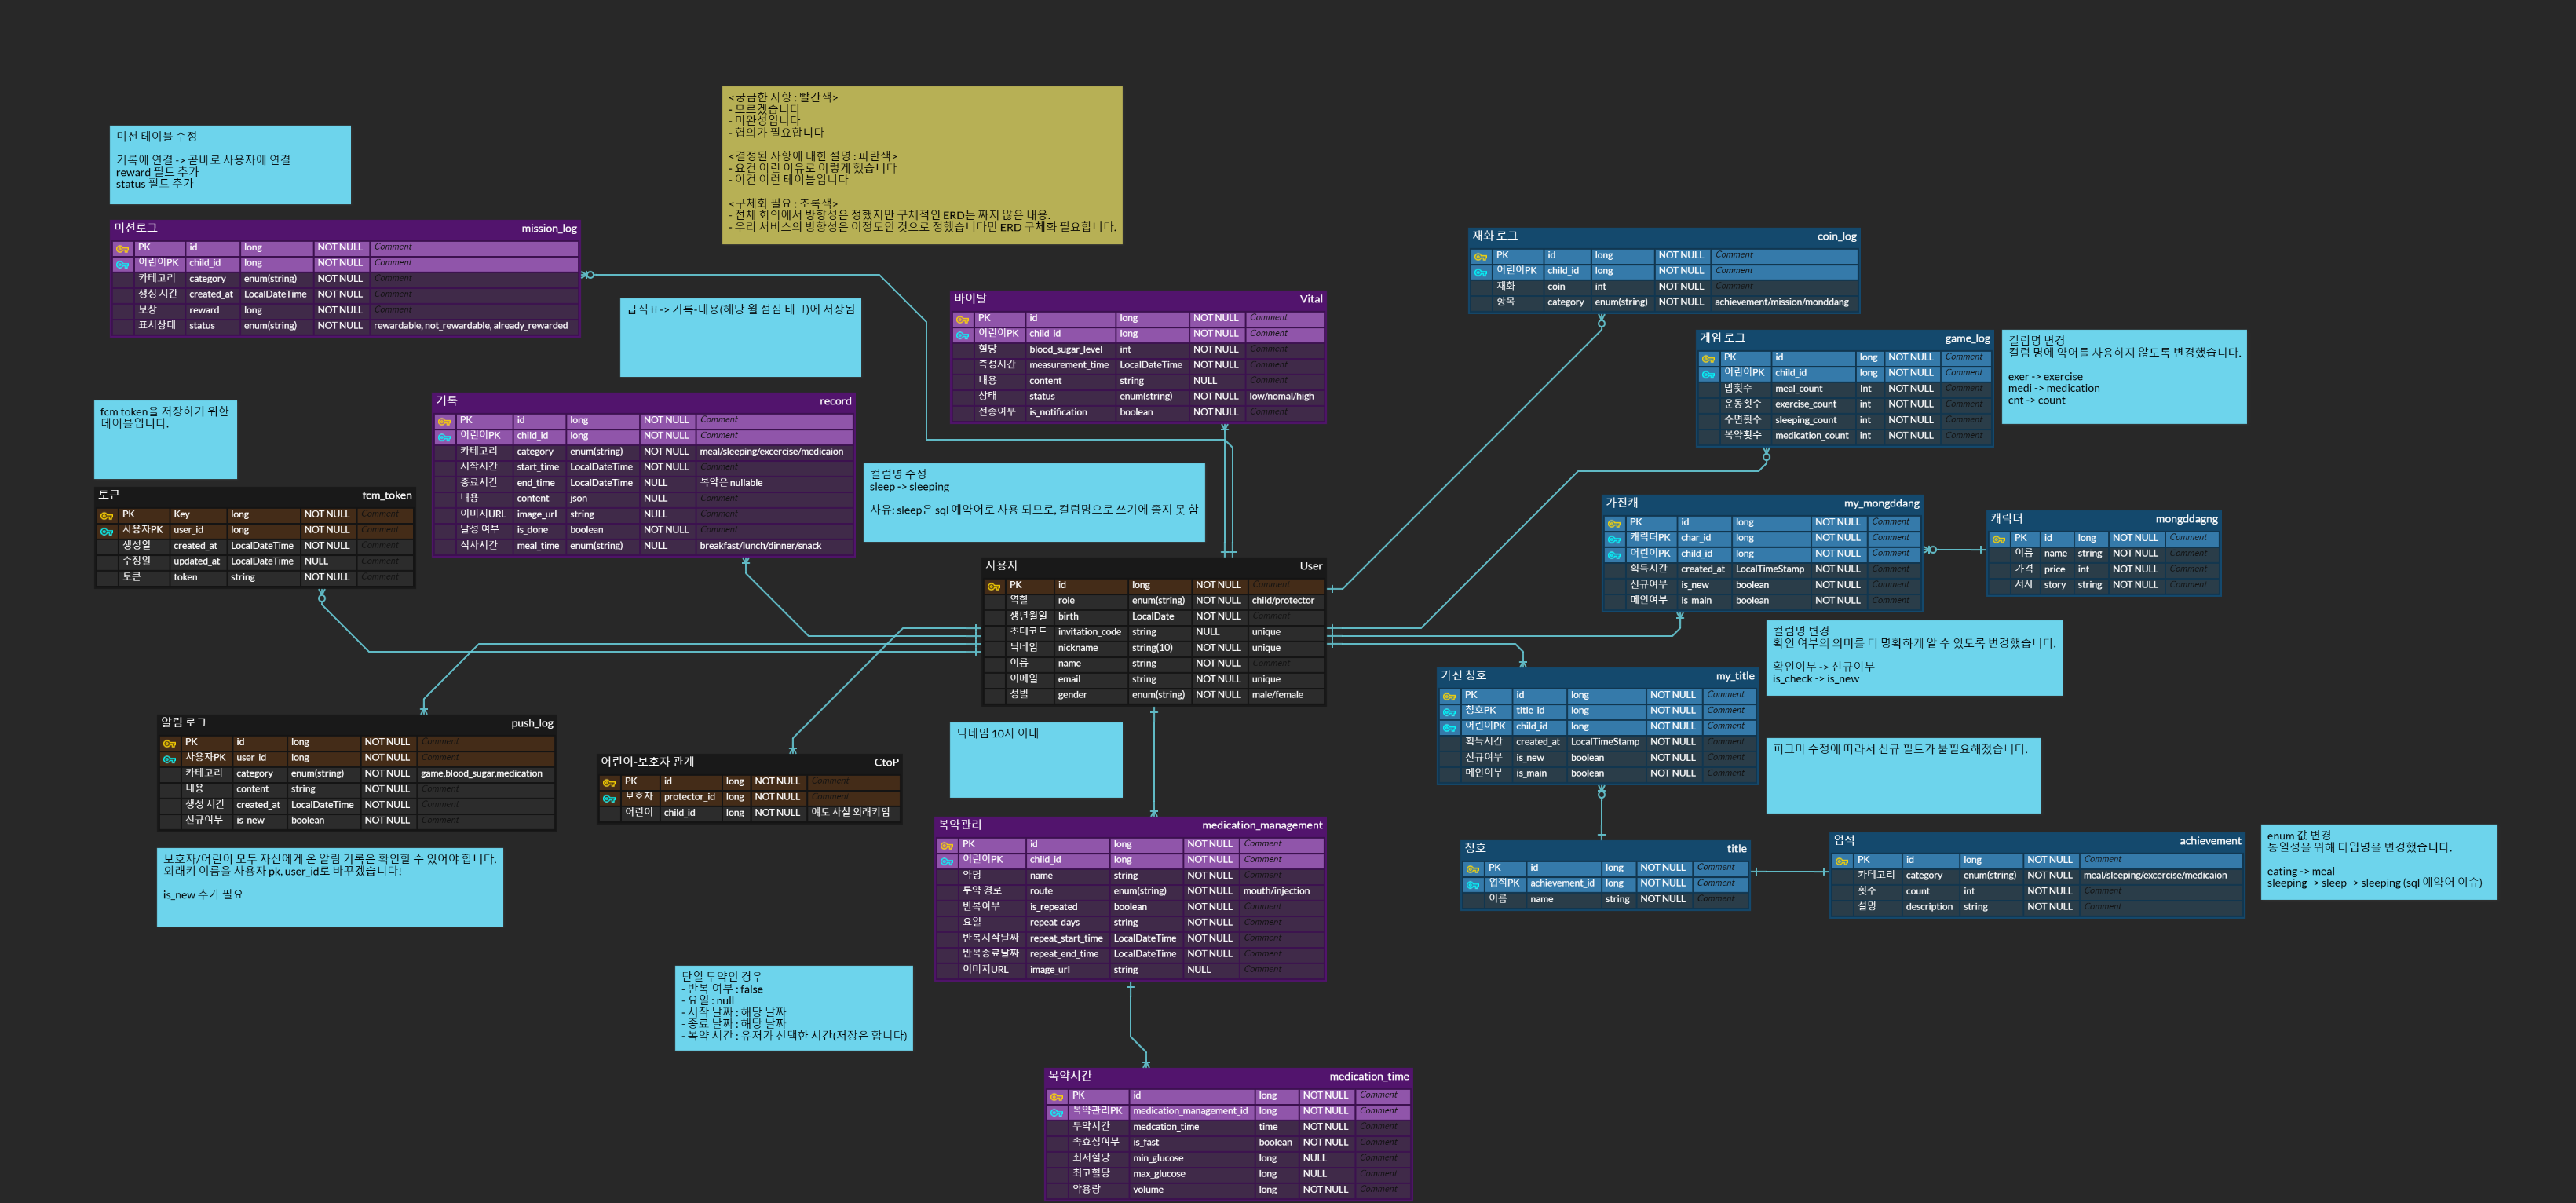 <궁금한 사항 : 빨간색>
- 모르겠습니다
- 미완성입니다
- 협의가 필요합니다
<결정된 사항에 대한 설명 : 파란색>
- 요건 이런 이유로 이렇게 했습니다
- 이건 이런 테이블입니다
<구체화 필요 : 초록색>
- 전체 회의에서 방향성은 정했지만 구체적인 ERD는 짜지 않은 내용.
- 우리 서비스의 방향성은 이정도인 것으로 정했습니다만 ERD 구체화 필요합니다.
미션 테이블 수정
기록에 연결 -> 곧바로 사용자에 연결
reward 필드 추가
status 필드 추가
미션로그 mission_log
PK id long NOT NULL Comment
어린이PK child_id long NOT NULL Comment
카테고리 category enum(string) NOT NULL Comment
생성 시간 created_at LocalDateTime NOT NULL Comment
보상 reward long NOT NULL Comment
표시상태 status enum(string) NOT NULL rewardable, not_rewardable, already_rewarded
급식표-> 기록-내용(해당 월 점심 태그)에 저장됨
바이탈 Vital
PK id long NOT NULL Comment
어린이PK child_id long NOT NULL Comment
혈당 blood_sugar_level int NOT NULL Comment
측정시간 measurement_time LocalDateTime NOT NULL Comment
내용 content string NULL Comment
상태 status enum(string) NOT NULL low/nomal/high
전송여부 is_notification boolean NOT NULL Comment
재화 로그 coin_log
PK id long NOT NULL Comment
어린이PK child_id long NOT NULL Comment
재화 coin int NOT NULL Comment
항목 category enum(string) NOT NULL achievement/mission/monddang
게임 로그 game_log
PK id long NOT NULL Comment
어린이PK child_id long NOT NULL Comment
밥횟수 meal_count Int NOT NULL Comment
운동횟수 exercise_count int NOT NULL Comment
수면횟수 sleeping_count int NOT NULL Comment
복약횟수 medication_count int NOT NULL Comment
컬럼명 변경
컬럼 명에 약어를 사용하지 않도록 변경했습니다.
exer -> exercise
medi -> medication
cnt -> count
fcm token을 저장하기 위한
테이블입니다.
기록 record
PK id long NOT NULL Comment
어린이PK child_id long NOT NULL Comment
카테고리 category enum(string) NOT NULL meal/sleeping/excercise/medicaion
시작시간 start_time LocalDateTime NOT NULL Comment
종료시간 end_time LocalDateTime NULL 복약은 nullable
내용 content json NULL Comment
이미지URL image_url string NULL Comment
달성 여부 is_done boolean NOT NULL Comment
식사시간 meal_time enum(string) NULL breakfast/lunch/dinner/snack
컬럼명 수정
sleep -> sleeping
사유: sleep은 sql 예약어로 사용 되므로, 컬럼명으로 쓰기에 좋지 못 함
토큰 fcm_token
PK Key long NOT NULL Comment
사용자PK user_id long NOT NULL Comment
생성일 created_at LocalDateTime NOT NULL Comment
수정일 updated_at LocalDateTime NULL Comment
토큰 token string NOT NULL Comment
가진캐 my_mongddang
PK id long NOT NULL Comment
캐릭터PK char_id long NOT NULL Comment
어린이PK child_id long NOT NULL Comment
획득시간 created_at LocalTimeStamp NOT NULL Comment
신규여부 is_new boolean NOT NULL Comment
메인여부 is_main boolean NOT NULL Comment
캐릭터 mongddagng
PK id long NOT NULL Comment
이름 name string NOT NULL Comment
가격 price int NOT NULL Comment
서사 story string NOT NULL Comment
사용자 User
PK id long NOT NULL Comment
역할 role enum(string) NOT NULL child/protector
생년월일 birth LocalDate NOT NULL Comment
초대코드 invitation_code string NULL unique
닉네임 nickname string(10) NOT NULL unique
이름 name string NOT NULL Comment
이메일 email string NOT NULL unique
성별 gender enum(string) NOT NULL male/female
컬럼명 변경
확인 여부의 의미를 더 명확하게 알 수 있도록 변경했습니다.
확인여부 -> 신규여부
is_check -> is_new
가진 칭호 my_title
PK id long NOT NULL Comment
칭호PK title_id long NOT NULL Comment
어린이PK child_id long NOT NULL Comment
획득시간 created_at LocalTimeStamp NOT NULL Comment
신규여부 is_new boolean NOT NULL Comment
메인여부 is_main boolean NOT NULL Comment
피그마 수정에 따라서 신규 필드가 불필요해졌습니다.
알림 로그 push_log
PK id long NOT NULL Comment
사용자PK user_id long NOT NULL Comment
카테고리 category enum(string) NOT NULL game,blood_sugar,medication
내용 content string NOT NULL Comment
생성 시간 created_at LocalDateTime NOT NULL Comment
신규여부 is_new boolean NOT NULL Comment
어린이-보호자 관계 CtoP
PK id long NOT NULL Comment
보호자 protector_id long NOT NULL Comment
어린이 child_id long NOT NULL 얘도 사실 외래키임
닉네임 10자 이내
보호자/어린이 모두 자신에게 온 알림 기록은 확인할 수 있어야 합니다.
외래키 이름을 사용자 pk, user_id로 바꾸겠습니다!
is_new 추가 필요
복약관리 medication_management
PK id long NOT NULL Comment
어린이PK child_id long NOT NULL Comment
약명 name string NOT NULL Comment
투약 경로 route enum(string) NOT NULL mouth/injection
반복여부 is_repeated boolean NOT NULL Comment
요일 repeat_days string NOT NULL Comment
반복시작날짜 repeat_start_time LocalDateTime NOT NULL Comment
반복종료날짜 repeat_end_time LocalDateTime NOT NULL Comment
이미지URL image_url string NULL Comment
칭호 title
PK id long NOT NULL Comment
업적PK achievement_id long NOT NULL Comment
이름 name string NOT NULL Comment
업적 achievement
PK id long NOT NULL Comment
카테고리 category enum(string) NOT NULL meal/sleeping/excercise/medicaion
횟수 count int NOT NULL Comment
설명 description string NOT NULL Comment
enum 값 변경
통일성을 위해 타입명을 변경했습니다.
eating -> meal
sleeping -> sleep -> sleeping (sql 예약어 이슈)
단일 투약인 경우
- 반복 여부 : false
- 요일 : null
- 시작 날짜 : 해당 날짜
- 종료 날짜 : 해당 날짜
- 복약 시간 : 유저가 선택한 시간(저장은 합니다)
복약시간 medication_time
PK id long NOT NULL Comment
복약관리PK medication_management_id long NOT NULL Comment
투약시간 medcation_time time NOT NULL Comment
속효성여부 is_fast boolean NOT NULL Comment
최저혈당 min_glucose long NULL Comment
최고혈당 max_glucose long NULL Comment
약용량 volume long NOT NULL Comment